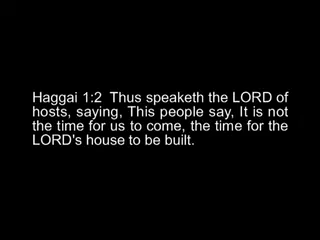 Haggai 1:2  Thus speaketh the LORD of
hosts, saying, This people say, It is not
the time for us to come, the time for the
LORD's house to be built.